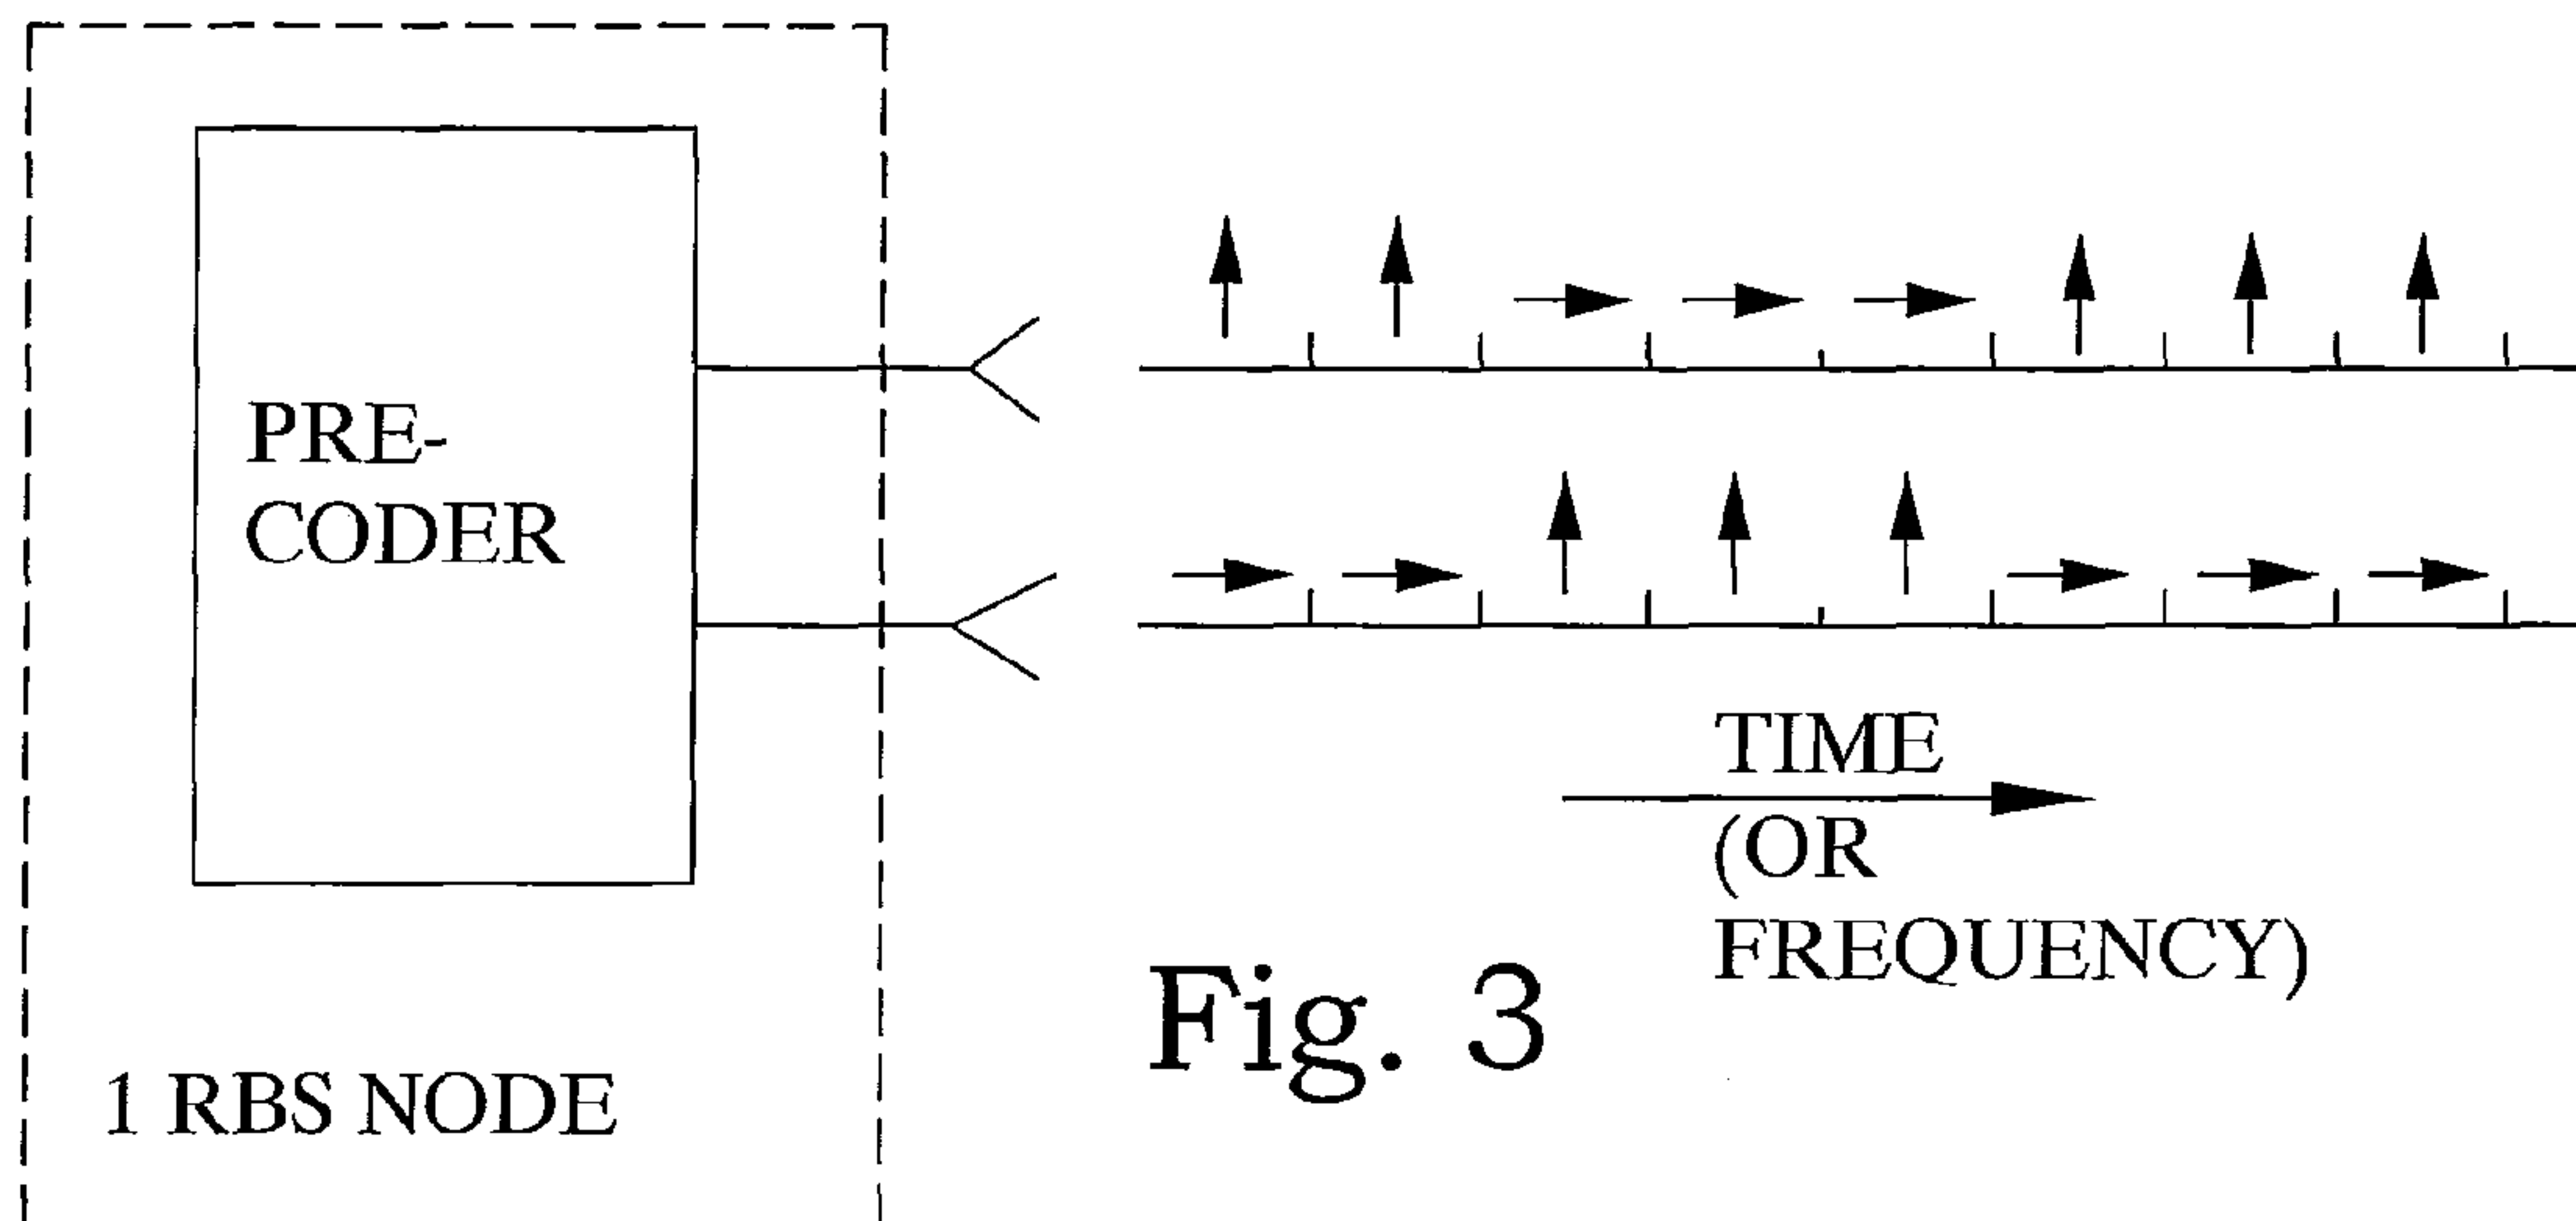 PRE-
CODER
TIME
(OR
FREQUENCY)
Fig. 3
1 RBS NODE